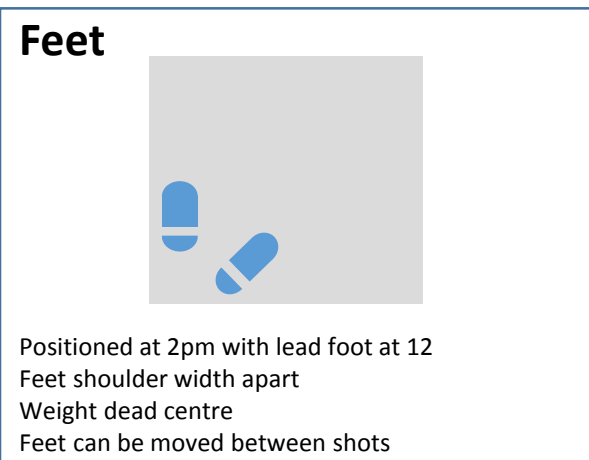 Feet
Positioned at 2pm with lead foot at 12
Feet shoulder width apart
Weight dead centre
Feet can be moved between shots